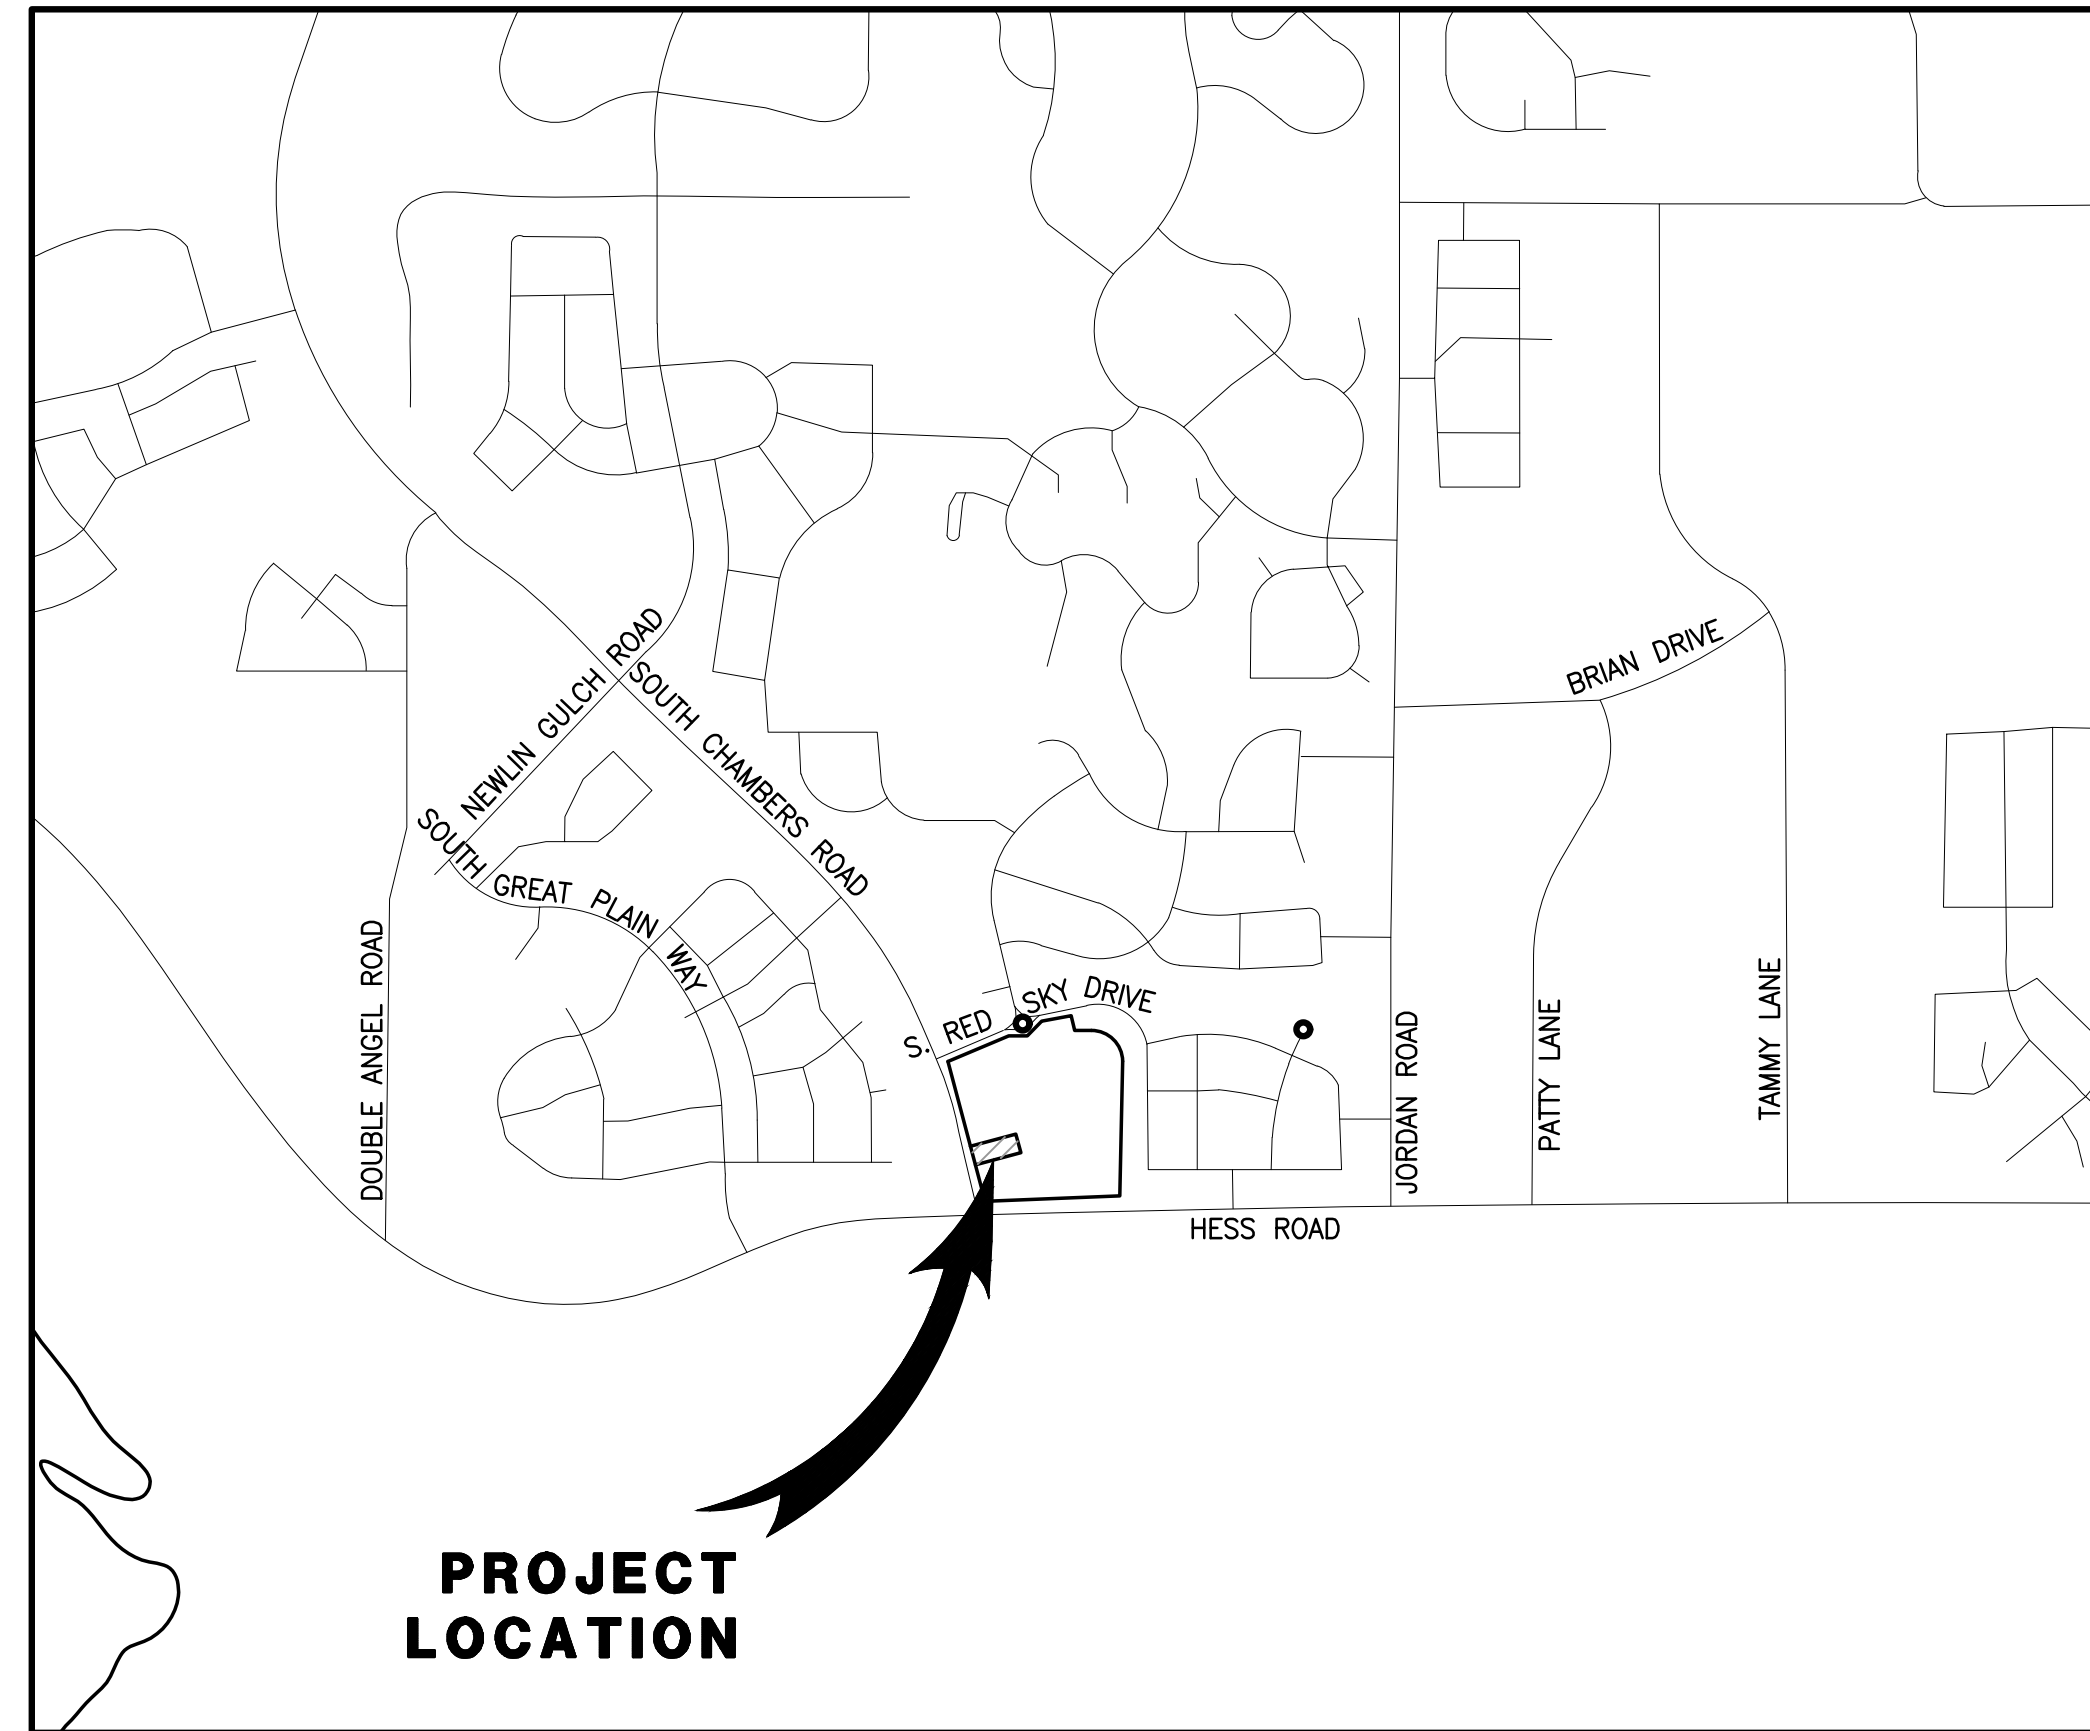 SOUTH NEWLIN GULCH ROAD
SOUTH CHAMBERS ROAD
BRIAN DRIVE
SOUTH GREAT PLAIN WAY
DOUBLE ANGEL ROAD
S. RED SKY DRIVE
JORDAN ROAD
PATTY LANE
TAMMY LANE
HESS ROAD
PROJECT
LOCATION